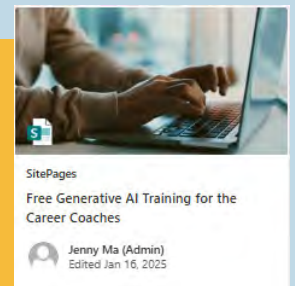 S
SitePages
Free Generative AI Training for the
Career Coaches
Jenny Ma (Admin)
Edited Jan 16, 2025